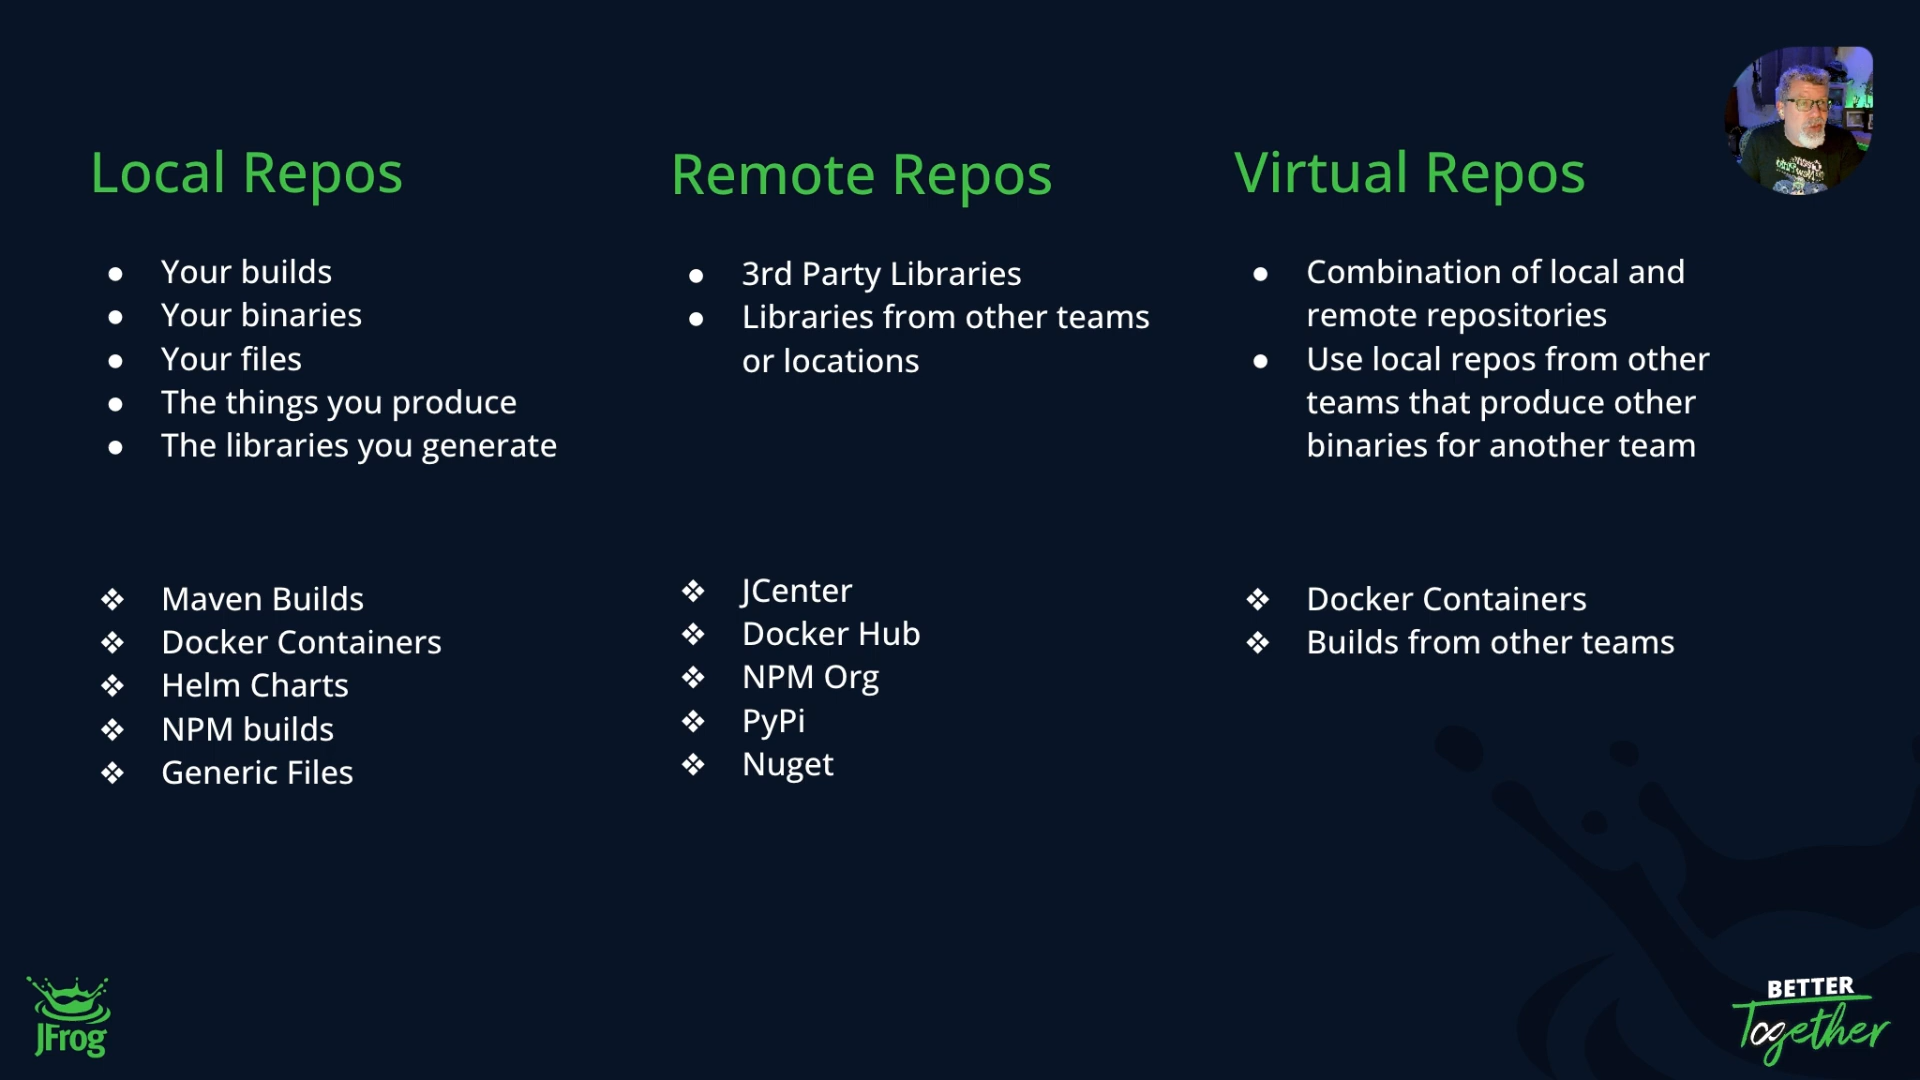 Local Repos
Your builds
Your binaries
Your files
The things you produce
The libraries you generate
Maven Builds
Docker Containers
Helm Charts
NPM builds
Generic Files
Remote Repos
3rd Party Libraries
Libraries from other teams
or locations
JCenter
Docker Hub
NPM Org
PyPi
Nuget
Virtual Repos
Combination of local and
remote repositories
Use local repos from other
teams that produce other
binaries for another team
Docker Containers
Builds from other teams
JFrog
BETTER
Together